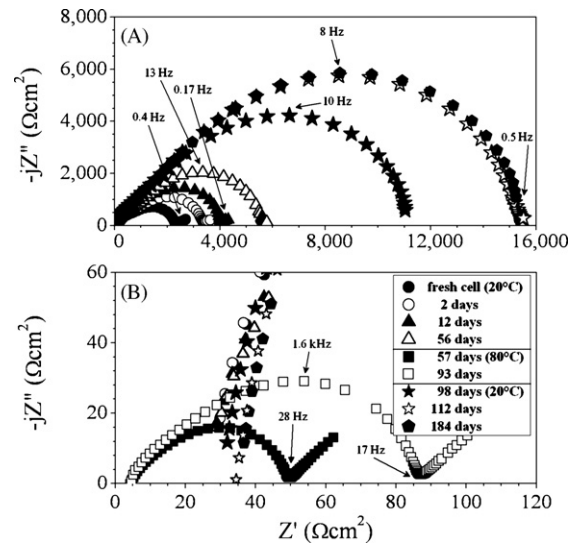 8,000
(A)
8 Hz
6,000
13 Hz
0.17 Hz
10 Hz
4,000
0.4 Hz
0.5 Hz
2,000
0
-jZ'' (Ωcm²)
0
4,000
8,000
12,000
16,000
60
(B)
fresh cell (20°C)
2 days
12 days
56 days
57 days (80°C)
93 days
98 days (20°C)
112 days
184 days
1.6 kHz
40
28 Hz
20
17 Hz
0
-jZ'' (Ωcm²)
0
20
40
60
80
100
120
Z' (Ωcm²)